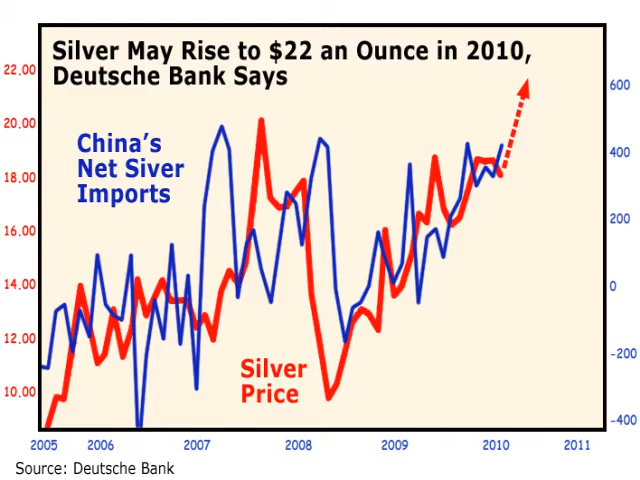 Silver May Rise to $22 an Ounce in 2010,
Deutsche Bank Says
22.00
20.00
18.00
16.00
14.00
12.00
10.00
China's
Net Siver
Imports
Silver
Price
600
400
200
0
-200
-400
2005 2006 2007 2008 2009 2010 2011
Source: Deutsche Bank